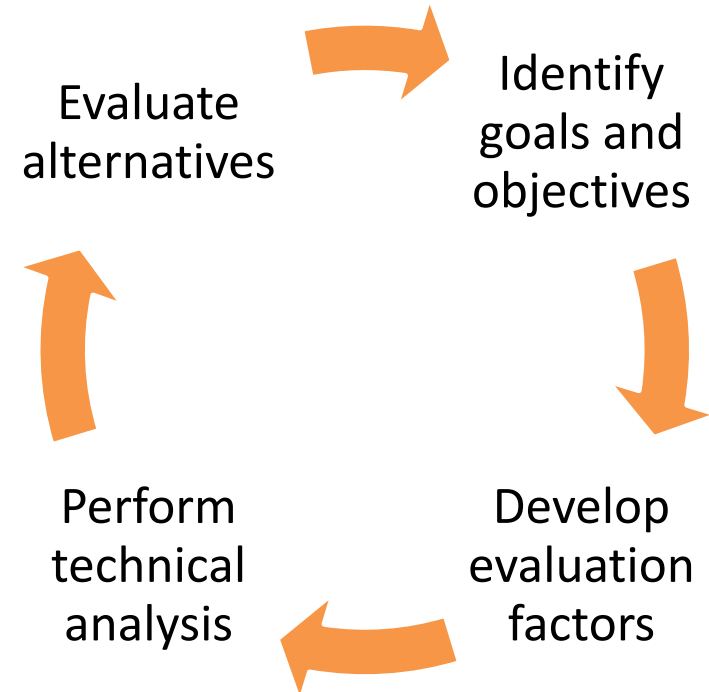 Evaluate
alternatives
Identify
goals and
objectives
Develop
evaluation
factors
Perform
technical
analysis